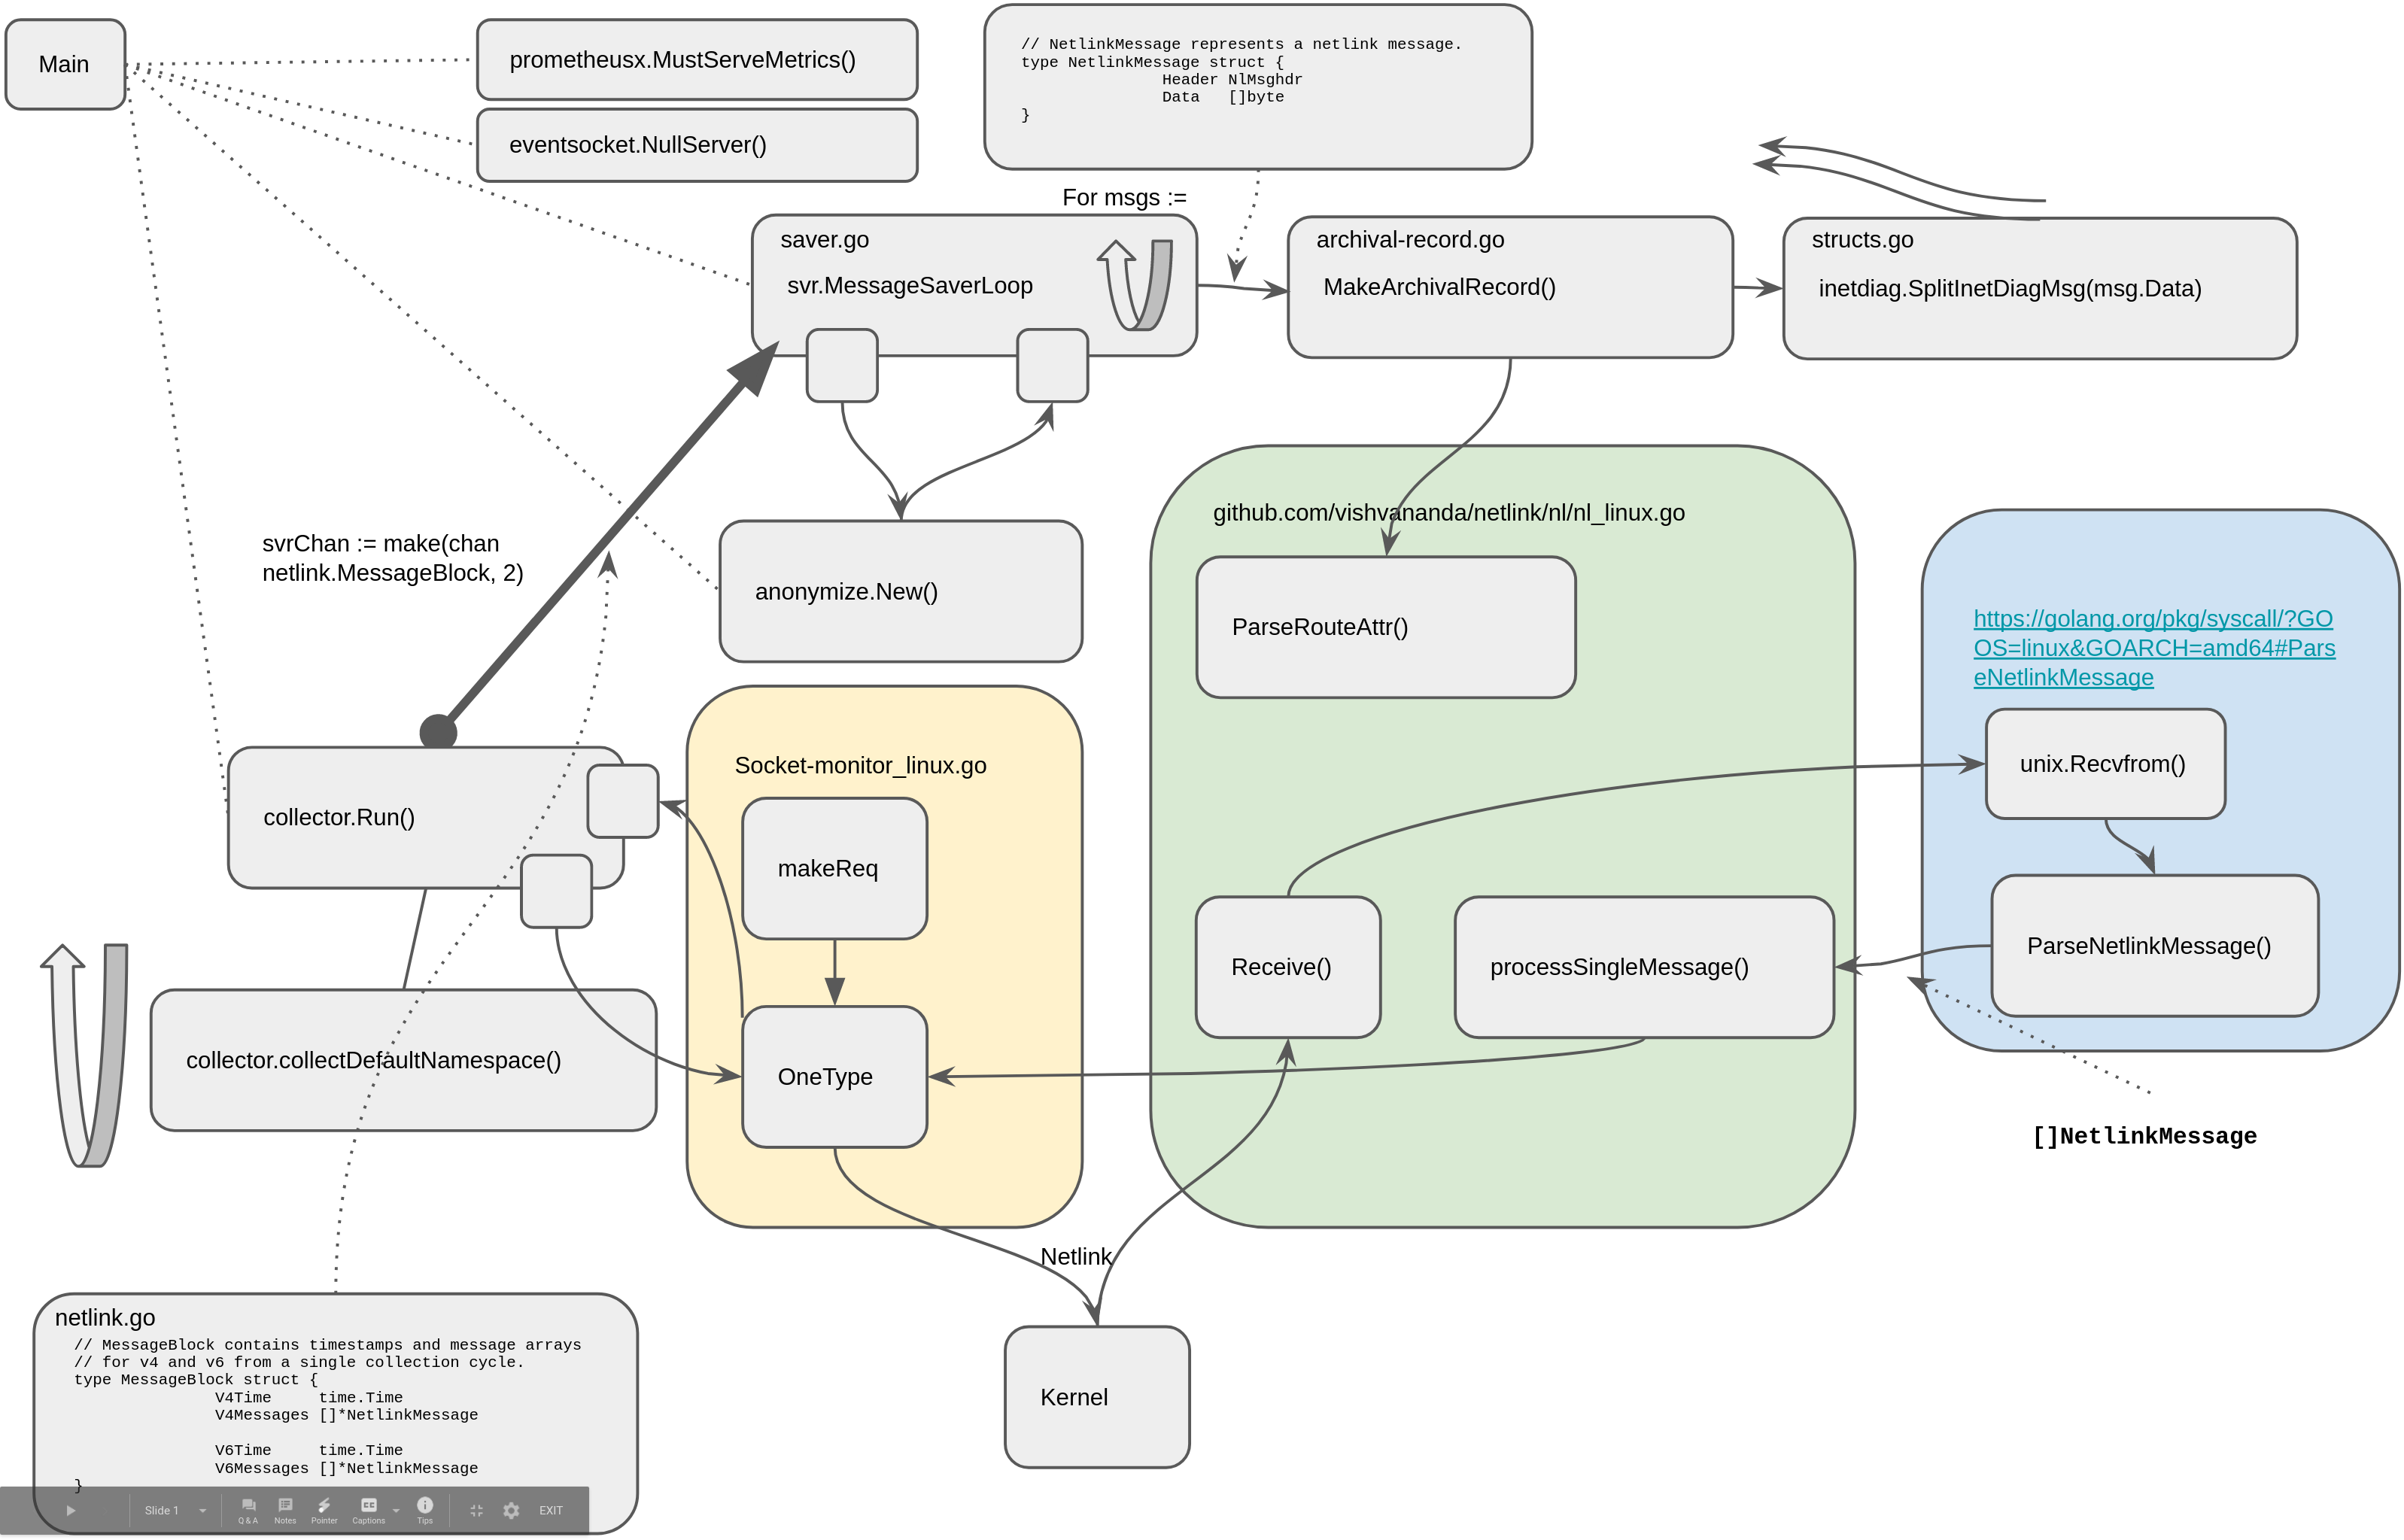 Main
prometheusx.MustServeMetrics()
eventsocket.NullServer()
// NetlinkMessage represents a netlink message.
type NetlinkMessage struct {
Header NlMsghdr
Data   []byte
}
For msgs :=
saver.go
svr.MessageSaverLoop
archival-record.go
MakeArchivalRecord()
structs.go
inetdiag.SplitInetDiagMsg(msg.Data)
svrChan := make(chan
netlink.MessageBlock, 2)
anonymize.New()
github.com/vishvananda/netlink/nl/nl_linux.go
ParseRouteAttr()
https://golang.org/pkg/syscall/?GO
OS=linux&GOARCH=amd64#Pars
eNetlinkMessage
unix.Recvfrom()
Socket-monitor_linux.go
collector.Run()
makeReq
Receive()
processSingleMessage()
ParseNetlinkMessage()
collector.collectDefaultNamespace()
OneType
[]NetlinkMessage
Netlink
Kernel
netlink.go
// MessageBlock contains timestamps and message arrays
// for v4 and v6 from a single collection cycle.
type MessageBlock struct {
V4Time     time.Time
V4Messages []*NetlinkMessage
V6Time     time.Time
V6Messages []*NetlinkMessage
}
Slide 1
Q & A
Notes
Pointer
Captions
Tips
EXIT